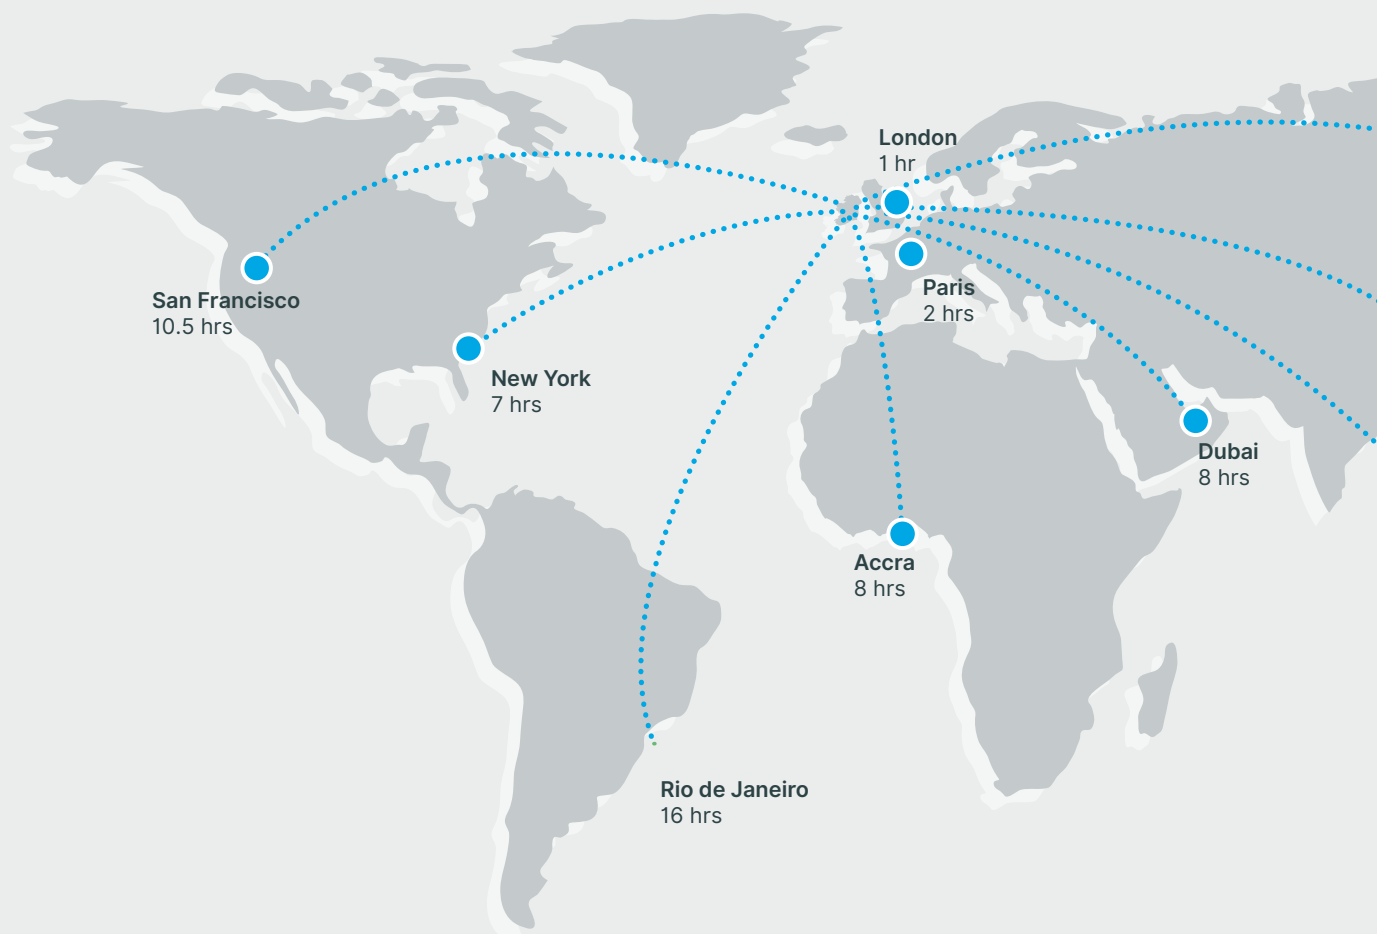 London
1 hr
Paris
2 hrs
San Francisco
10.5 hrs
New York
7 hrs
Dubai
8 hrs
Accra
8 hrs
Rio de Janeiro
16 hrs